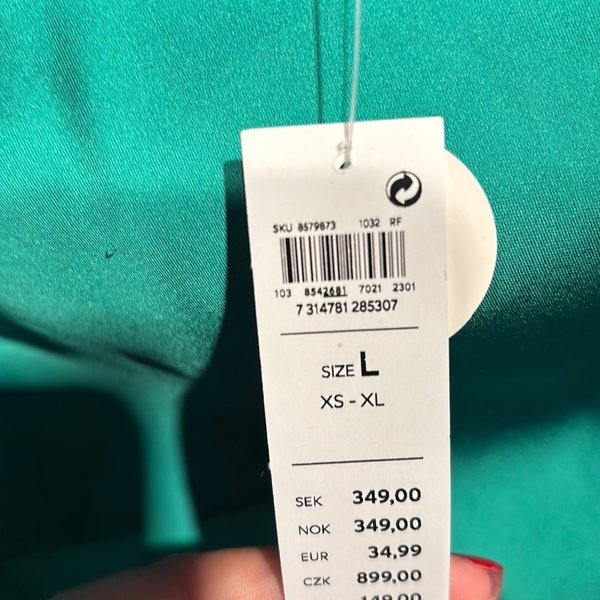 SKU 8579873 1032 RF
103 8542681 7021 2301
7 314781 285307
SIZE L
XS - XL
SEK 349,00
NOK 349,00
EUR 34,99
CZK 899,00